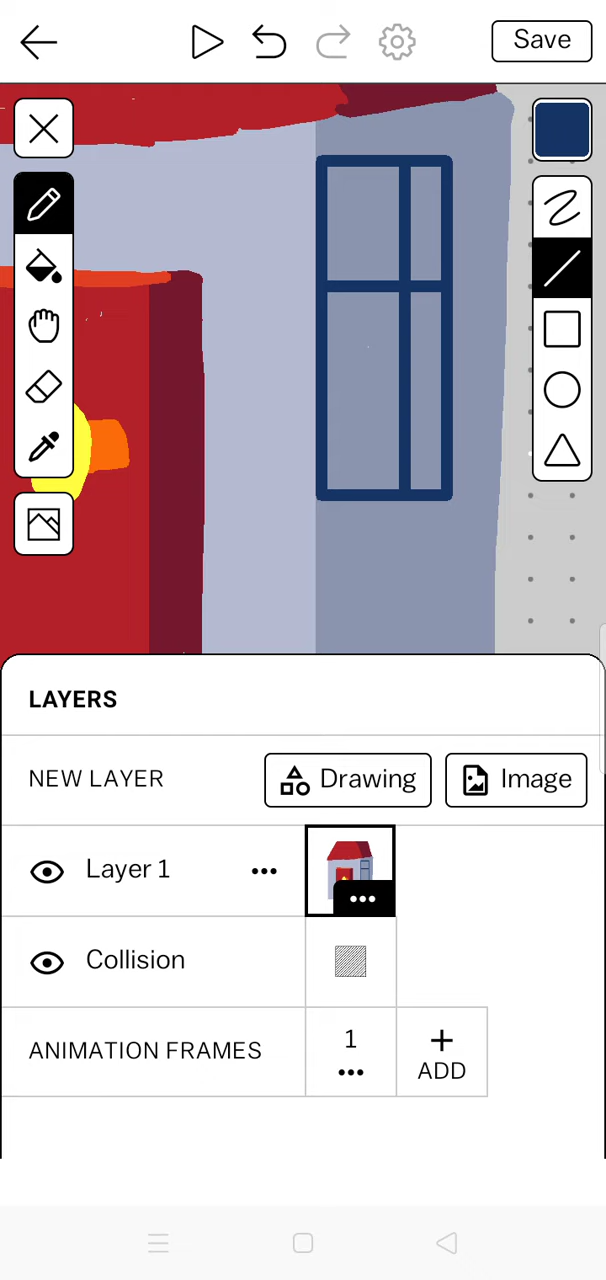 Save
LAYERS
NEW LAYER
Drawing
Image
Layer 1
Collision
ANIMATION FRAMES
1
ADD